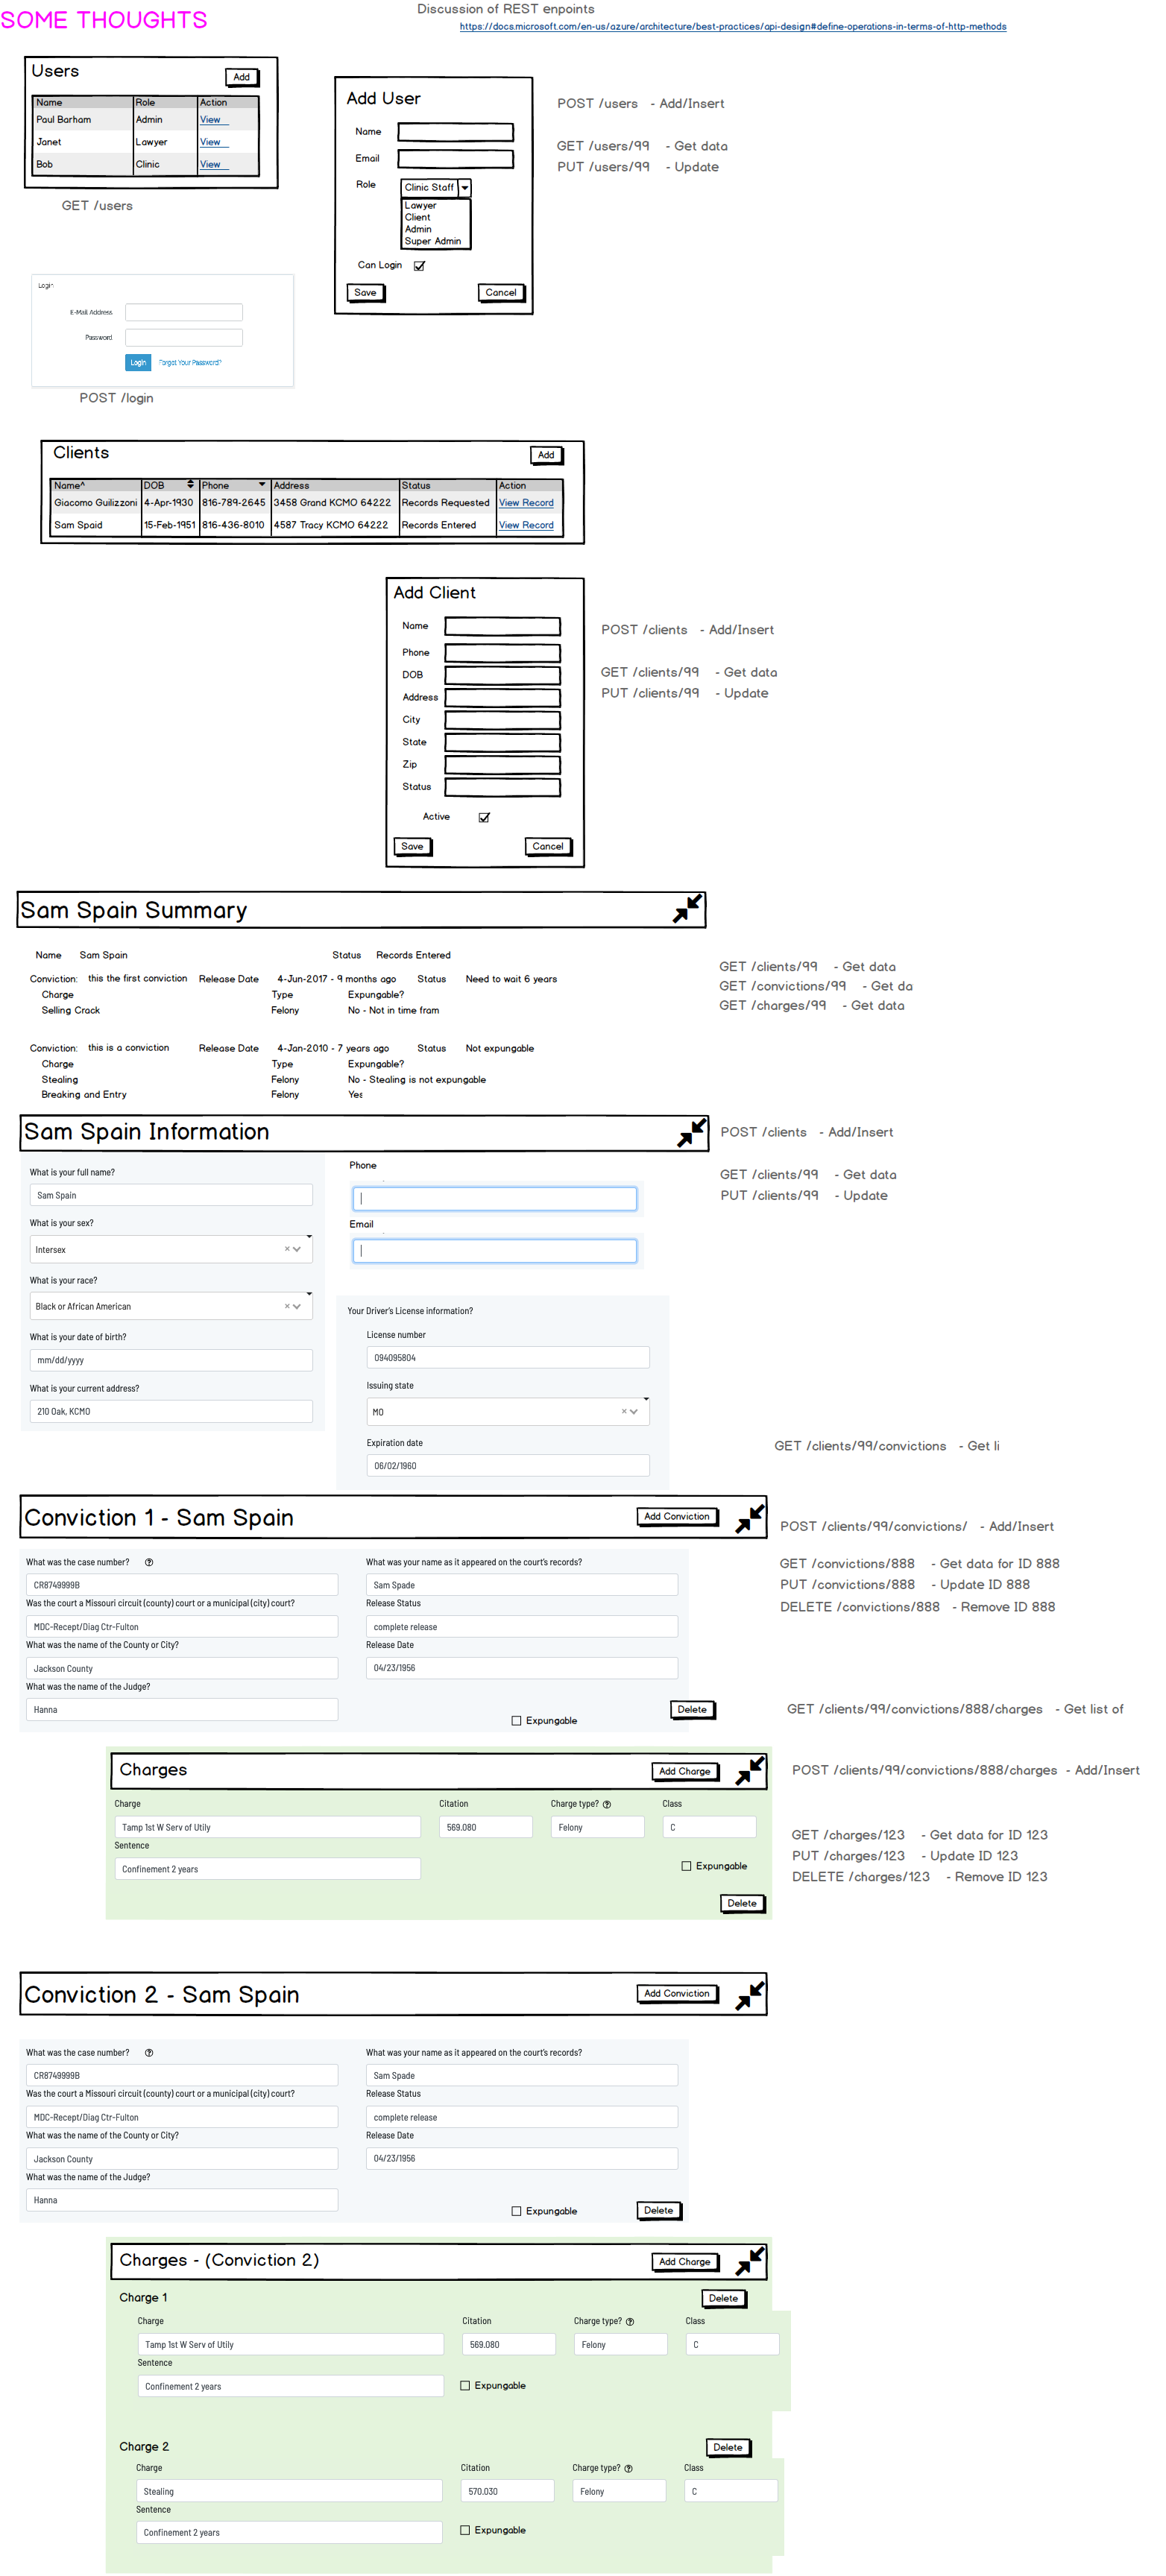 SOME THOUGHTS
Discussion of REST enpoints
https://docs.microsoft.com/en-us/azure/architecture/best-practices/api-design#define-operations-in-terms-of-http-methods
Users
Add
Name Role Action
Paul Barham Admin View
Janet Lawyer View
Bob Clinic View
GET /users
Add User
Name
Email
Role Clinic Staff
Lawyer
Client
Admin
Super Admin
Can Login
Save Cancel
POST /users - Add/Insert
GET /users/99 - Get data
PUT /users/99 - Update
Login
E-Mail Address
Password
Login Forgot Your Password?
POST /login
Clients
Add
Name^ DOB Phone Address Status Action
Giacomo Guilizzoni 4-Apr-1930 816-789-2645 3458 Grand KCMO 64222 Records Requested View Record
Sam Spaid 15-Feb-1951 816-436-8010 4587 Tracy KCMO 64222 Records Entered View Record
Add Client
Name
Phone
DOB
Address
City
State
Zip
Status
Active
Save Cancel
POST /clients - Add/Insert
GET /clients/99 - Get data
PUT /clients/99 - Update
Sam Spain Summary
Name Sam Spain Status Records Entered
Conviction: this the first conviction Release Date 4-Jun-2017 - 9 months ago Status Need to wait 6 years
Charge Type Expungable?
Selling Crack Felony No - Not in time fram
Conviction: this is a conviction Release Date 4-Jan-2010 - 7 years ago Status Not expungable
Charge Type Expungable?
Stealing Felony No - Stealing is not expungable
Breaking and Entry Felony Yes
GET /clients/99 - Get data
GET /convictions/99 - Get da
GET /charges/99 - Get data
Sam Spain Information
POST /clients - Add/Insert
GET /clients/99 - Get data
PUT /clients/99 - Update
What is your full name?
Sam Spain
What is your sex?
Intersex
What is your race?
Black or African American
What is your date of birth?
mm/dd/yyyy
What is your current address?
210 Oak, KCMO
Phone
Email
Your Driver's License information?
License number
094095804
Issuing state
MO
Expiration date
06/02/1960
GET /clients/99/convictions - Get li
Conviction 1 - Sam Spain
Add Conviction
POST /clients/99/convictions/ - Add/Insert
GET /convictions/888 - Get data for ID 888
PUT /convictions/888 - Update ID 888
DELETE /convictions/888 - Remove ID 888
What was the case number? What was your name as it appeared on the court's records?
CR8749999B Sam Spade
Was the court a Missouri circuit (county) court or a municipal (city) court? Release Status
MDC-Recept/Diag Ctr-Fulton complete release
What was the name of the County or City? Release Date
Jackson County 04/23/1956
What was the name of the Judge?
Hanna
Expungable
Delete
GET /clients/99/convictions/888/charges - Get list of
Charges
Add Charge
POST /clients/99/convictions/888/charges - Add/Insert
Charge Citation Charge type? Class
Tamp 1st W Serv of Utily 569.080 Felony C
Sentence
Confinement 2 years
Expungable
Delete
GET /charges/123 - Get data for ID 123
PUT /charges/123 - Update ID 123
DELETE /charges/123 - Remove ID 123
Conviction 2 - Sam Spain
Add Conviction
What was the case number? What was your name as it appeared on the court's records?
CR8749999B Sam Spade
Was the court a Missouri circuit (county) court or a municipal (city) court? Release Status
MDC-Recept/Diag Ctr-Fulton complete release
What was the name of the County or City? Release Date
Jackson County 04/23/1956
What was the name of the Judge?
Hanna
Expungable
Delete
Charges - (Conviction 2)
Add Charge
Charge 1
Delete
Charge Citation Charge type? Class
Tamp 1st W Serv of Utily 569.080 Felony C
Sentence
Confinement 2 years
Expungable
Charge 2
Delete
Charge Citation Charge type? Class
Stealing 570.030 Felony C
Sentence
Confinement 2 years
Expungable